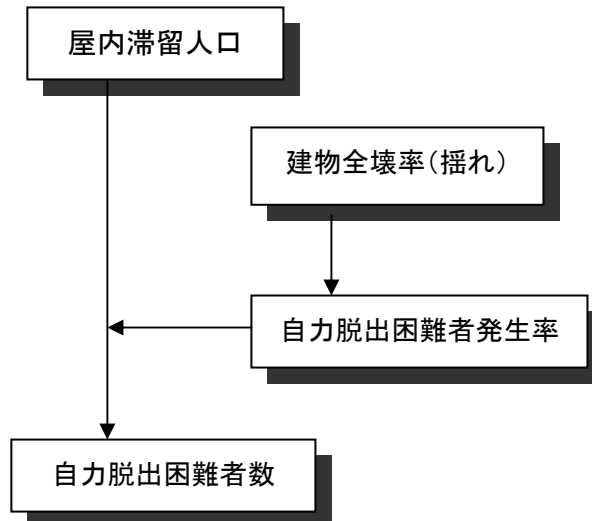 屋内滞留人口
建物全壊率（揺れ）
自力脱出困難者発生率
自力脱出困難者数